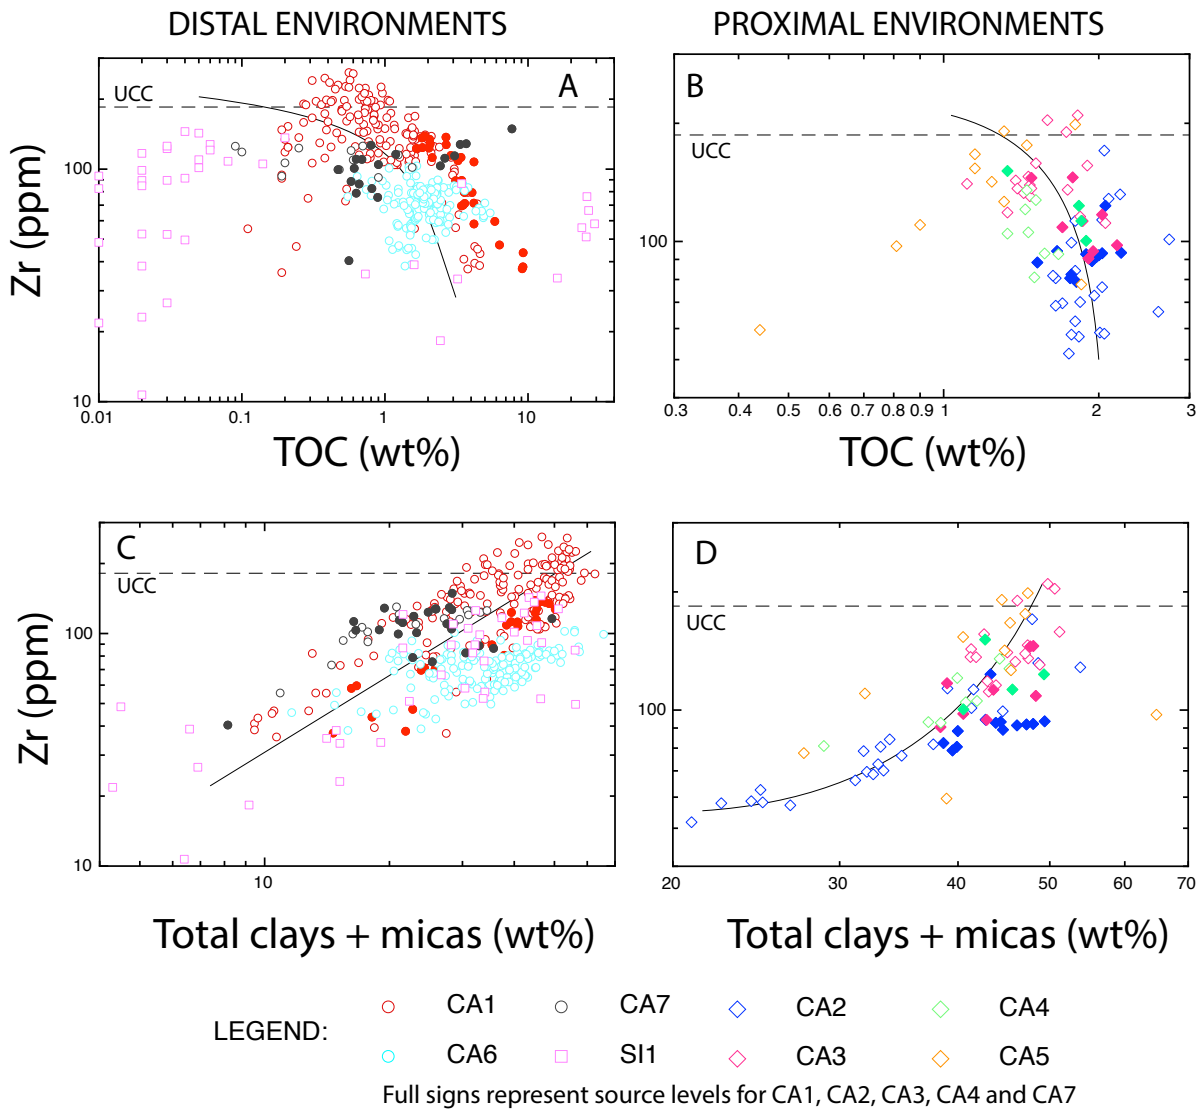 DISTAL ENVIRONMENTS
PROXIMAL ENVIRONMENTS
A
UCC
100
10
Zr (ppm)
0.01 0.1 1 10
TOC (wt%)
B
UCC
100
0.3 0.4 0.5 0.6 0.7 0.8 0.9 1 2 3
TOC (wt%)
C
UCC
100
10
Zr (ppm)
10
Total clays + micas (wt%)
D
UCC
100
20 30 40 50 60 70
Total clays + micas (wt%)
LEGEND:
CA1 CA7 CA2 CA4
CA6 SI1 CA3 CA5
Full signs represent source levels for CA1, CA2, CA3, CA4 and CA7